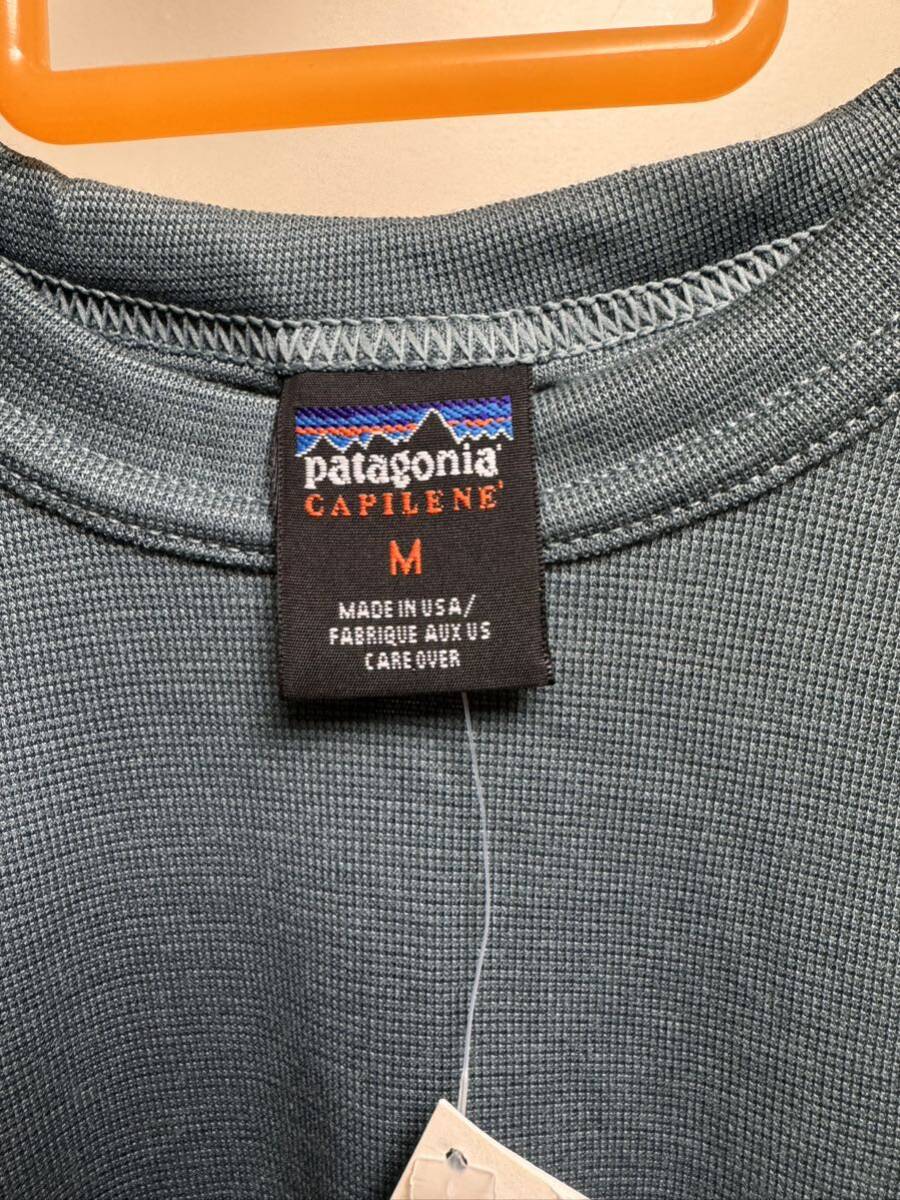 patagonia®
CAPILENE®
M
MADE IN USA/
FABRIQUE AUX US
CARE OVER